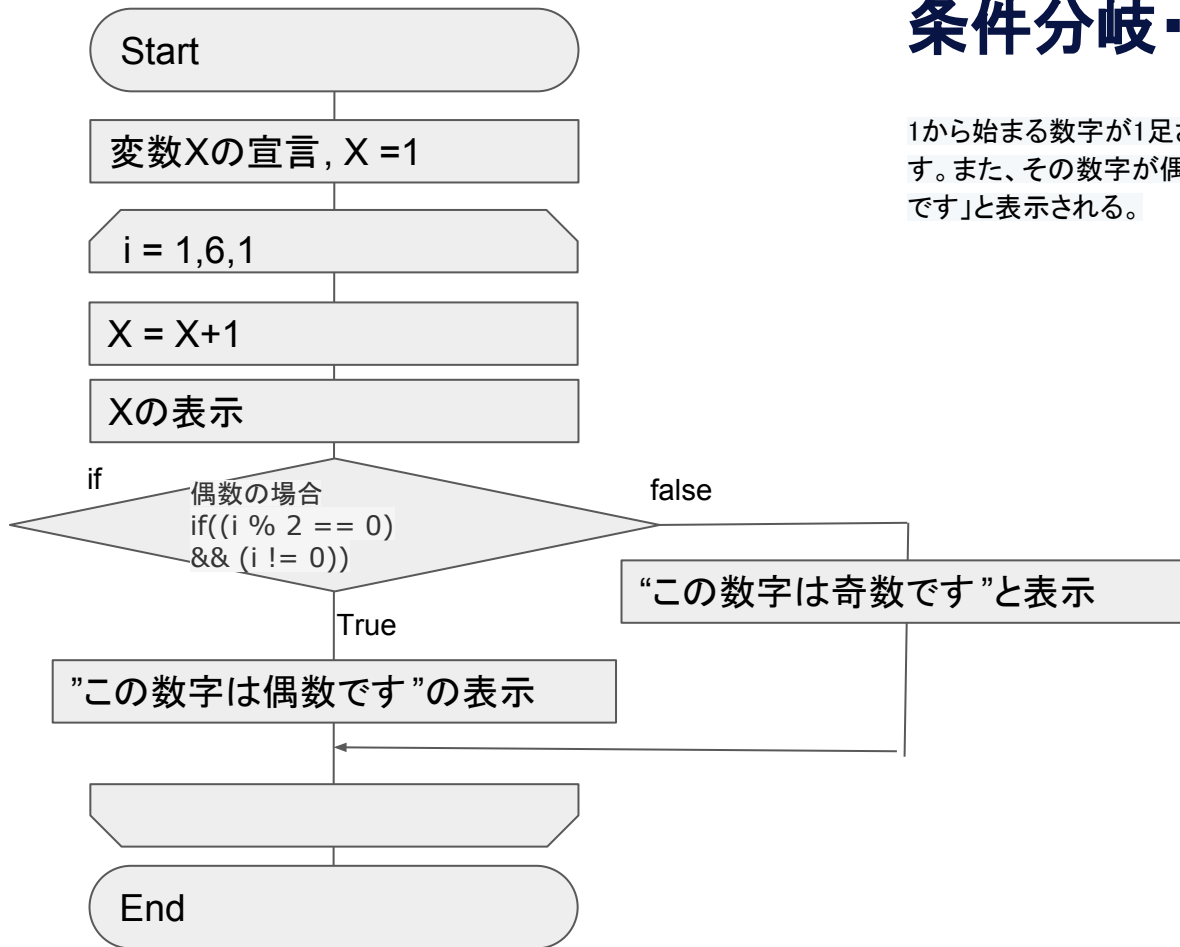 条件分岐・
1から始まる数字が1足
す。また、その数字が偶
です」と表示される。
Start
変数Xの宣言, X =1
i = 1,6,1
X = X+1
Xの表示
if
偶数の場合
if((i % 2 == 0)
&& (i != 0))
false
“この数字は奇数です ”と表示
True
”この数字は偶数です ”の表示
End